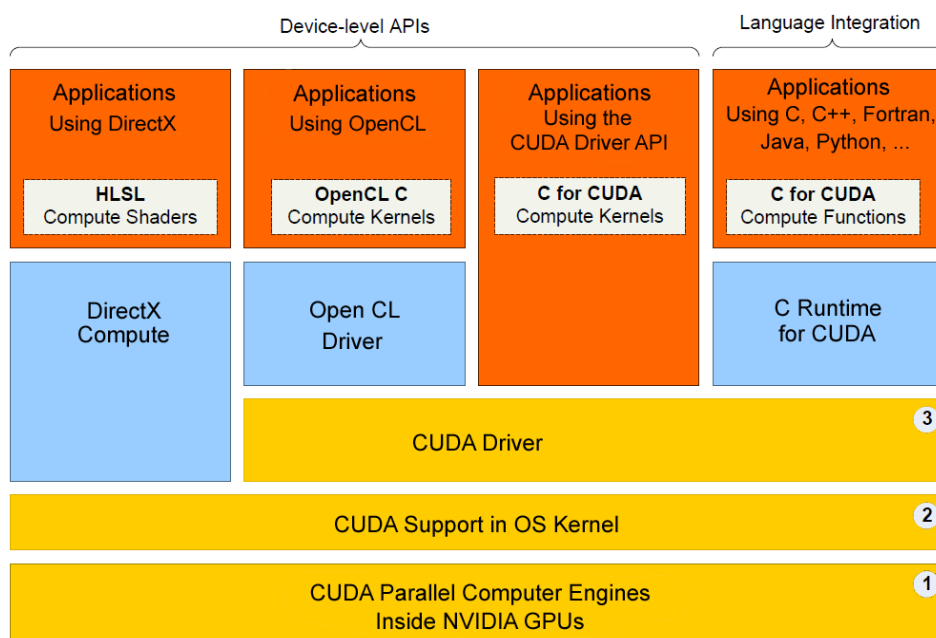 Device-level APIs
Language Integration
Applications
Using DirectX
HLSL
Compute Shaders
Applications
Using OpenCL
OpenCL C
Compute Kernels
Applications
Using the
CUDA Driver API
C for CUDA
Compute Kernels
Applications
Using C, C++, Fortran,
Java, Python, ...
C for CUDA
Compute Functions
DirectX
Compute
Open CL
Driver
C Runtime
for CUDA
CUDA Driver
3
CUDA Support in OS Kernel
2
CUDA Parallel Computer Engines
Inside NVIDIA GPUs
1